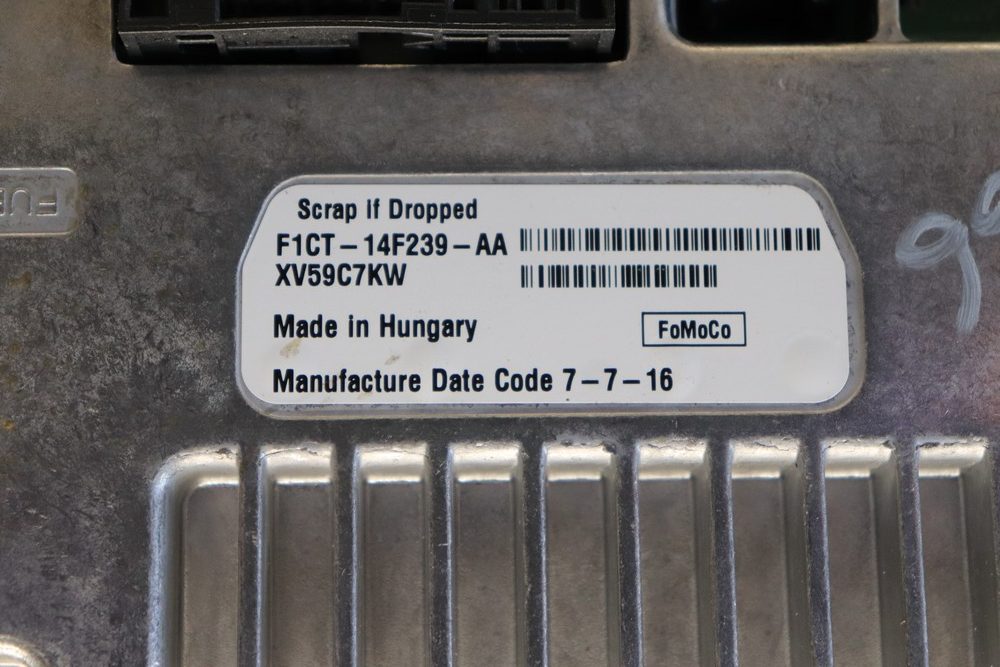 Scrap If Dropped
F1CT-14F239-AA
XV59C7KW
Made in Hungary
FoMoCo
Manufacture Date Code 7-7-16